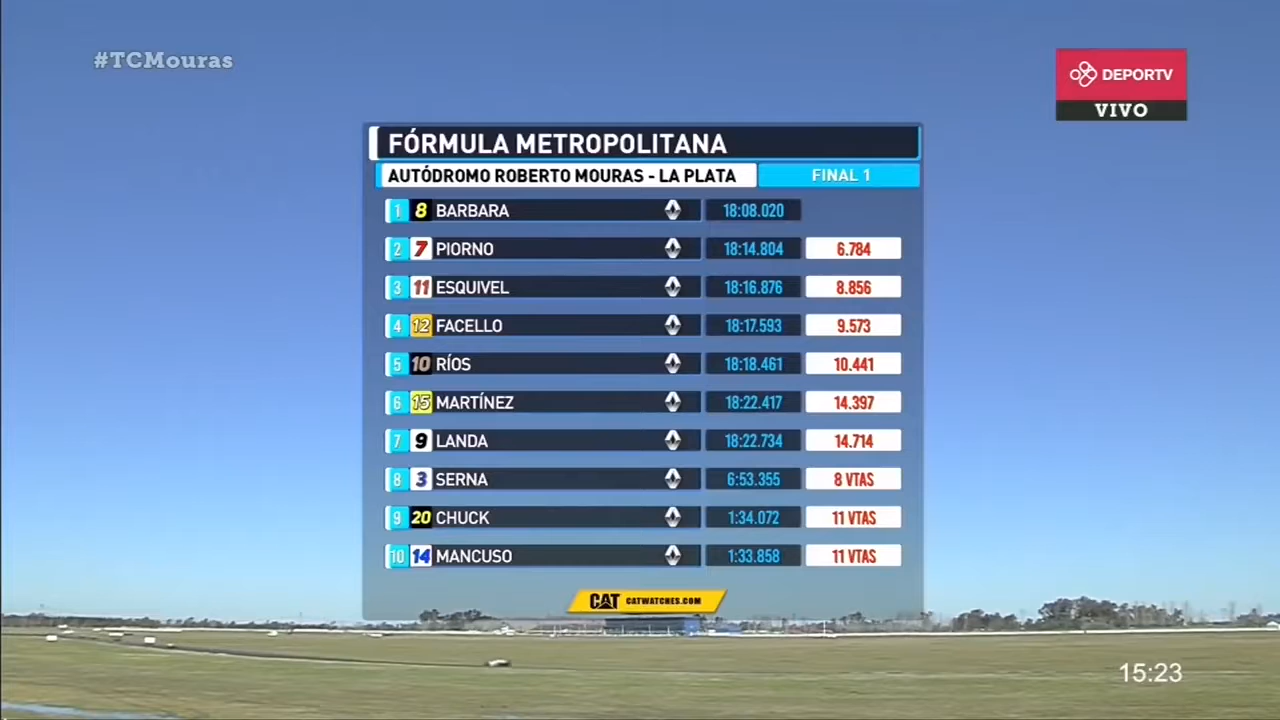 #TCMouras
DEPORTV
VIVO
FÓRMULA METROPOLITANA
AUTÓDROMO ROBERTO MOURAS - LA PLATA FINAL 1
1 8 BARBARA 18:08.020
2 7 PIORNO 18:14.804 6.784
3 11 ESQUIVEL 18:16.876 8.856
4 12 FACELLO 18:17.593 9.573
5 10 RÍOS 18:18.461 10.441
6 15 MARTÍNEZ 18:22.417 14.397
7 9 LANDA 18:22.734 14.714
8 3 SERNA 6:53.355 8 VTAS
9 20 CHUCK 1:34.072 11 VTAS
10 14 MANCUSO 1:33.858 11 VTAS
CAT CATWATCHES.COM
15:23